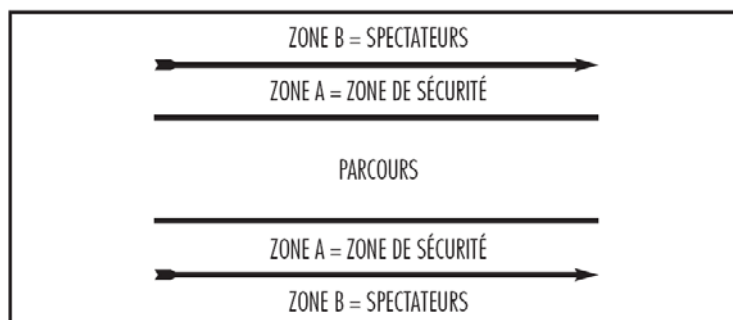 ZONE B = SPECTATEURS
ZONE A = ZONE DE SÉCURITÉ
PARCOURS
ZONE A = ZONE DE SÉCURITÉ
ZONE B = SPECTATEURS